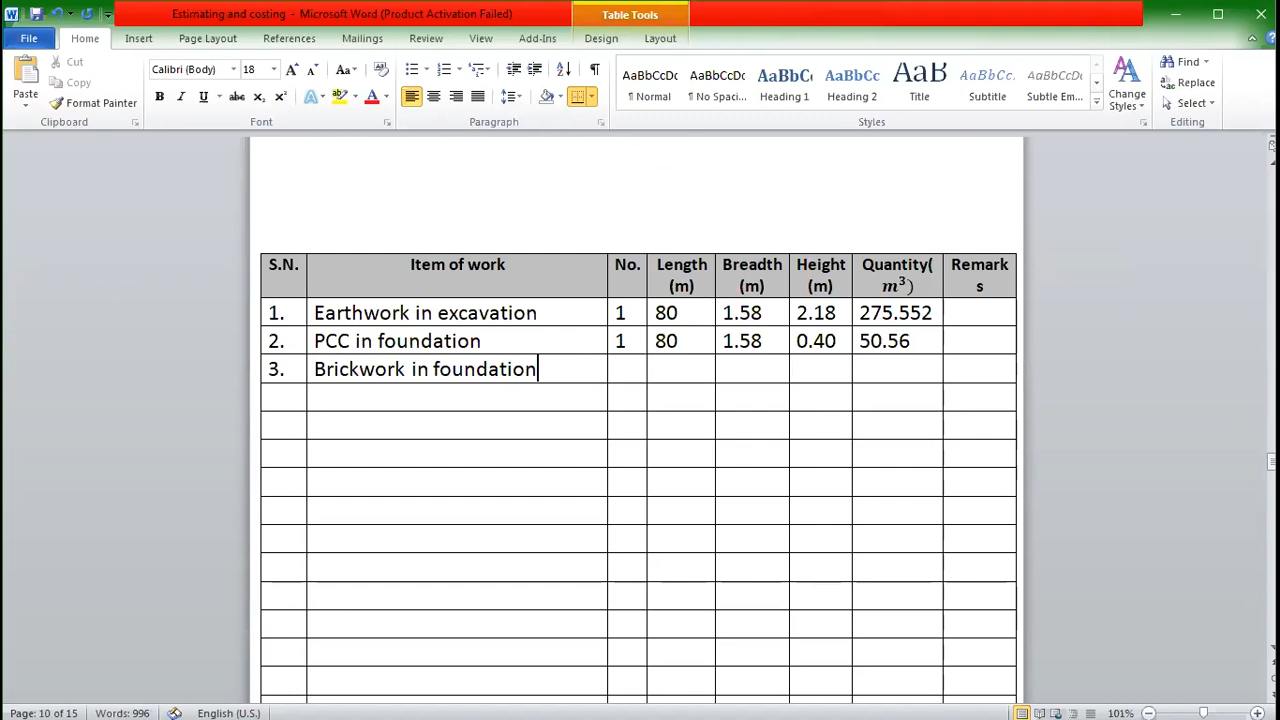 Estimating and costing - Microsoft Word (Product Activation Failed)
Table Tools
File Home Insert Page Layout References Mailings Review View Add-Ins Design Layout
Paste
Cut
Copy
Format Painter
Clipboard
Calibri (Body) 18
Font
Paragraph
AaBbCcDc ¶ Normal
AaBbCcDc ¶ No Spaci...
AaBbCc Heading 1
AaBbCc Heading 2
AaB Title
AaBbCcDc Subtitle
AaBbCcDc Subtle Em...
Styles
Change Styles
Find
Replace
Select
Editing
S.N. Item of work No. Length (m) Breadth (m) Height (m) Quantity( m³) Remark s
1. Earthwork in excavation 1 80 1.58 2.18 275.552
2. PCC in foundation 1 80 1.58 0.40 50.56
3. Brickwork in foundation
Page: 10 of 15 Words: 996 English (U.S.) 101%